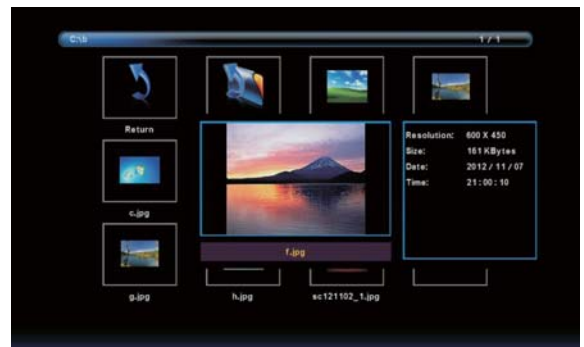 C:\b 1 / 1
Return
Resolution: 600 X 450
Size: 161 KBytes
Date: 2012 / 11 / 07
Time: 21 : 00 : 10
c.jpg
f.jpg
g.jpg h.jpg sc121102_1.jpg